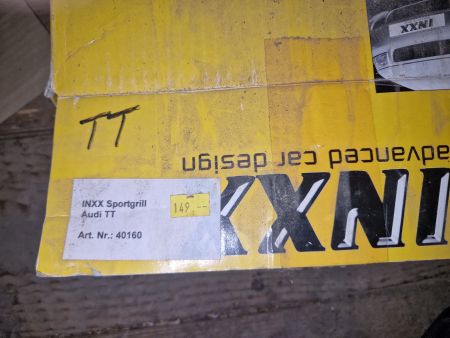 INXX
TT
advanced car design
INXX
INXX Sportgrill
Audi TT
149,--
Art. Nr.: 40160